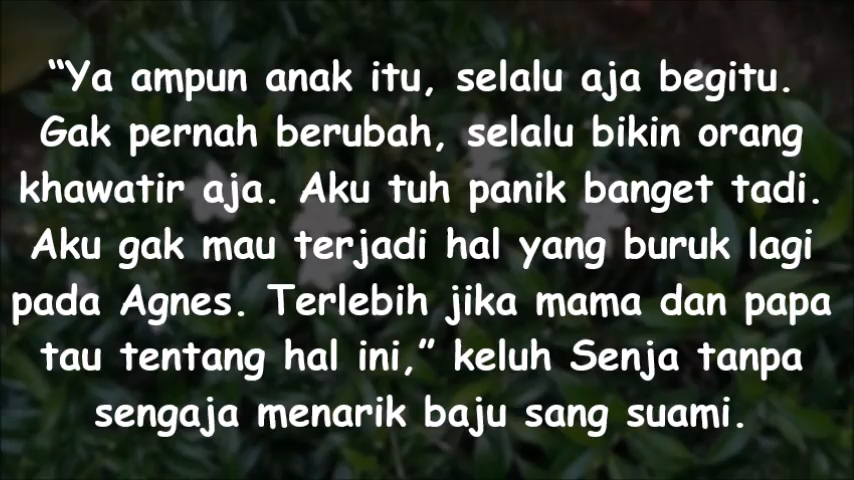 “Ya ampun anak itu, selalu aja begitu.
Gak pernah berubah, selalu bikin orang
khawatir aja. Aku tuh panik banget tadi.
Aku gak mau terjadi hal yang buruk lagi
pada Agnes. Terlebih jika mama dan papa
tau tentang hal ini,” keluh Senja tanpa
sengaja menarik baju sang suami.